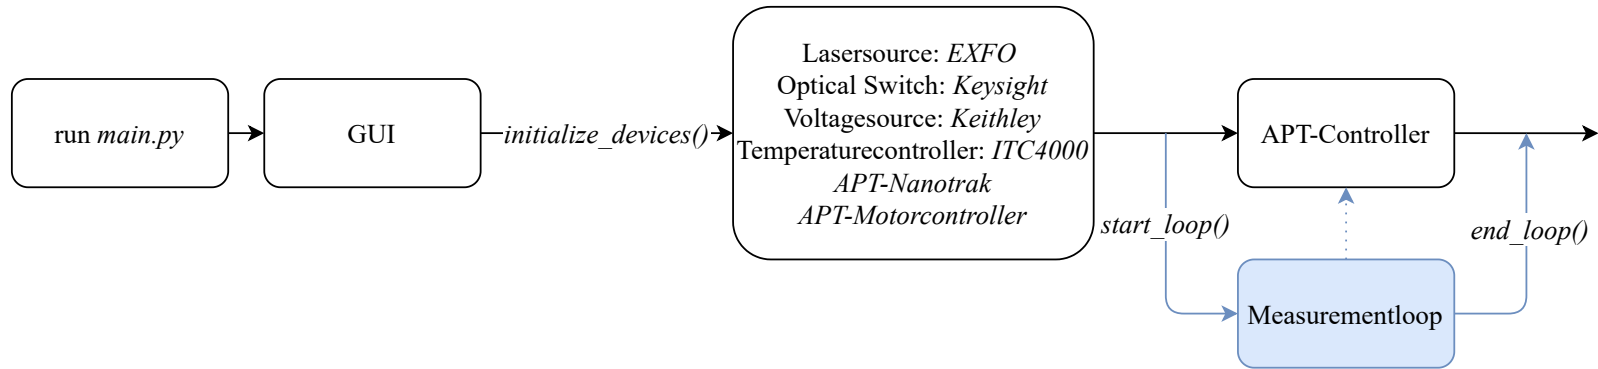 run main.py
GUI
initialize_devices()
Lasersource: EXFO
Optical Switch: Keysight
Voltagesource: Keithley
Temperaturecontroller: ITC4000
APT-Nanotrak
APT-Motorcontroller
start_loop()
APT-Controller
Measurementloop
end_loop()